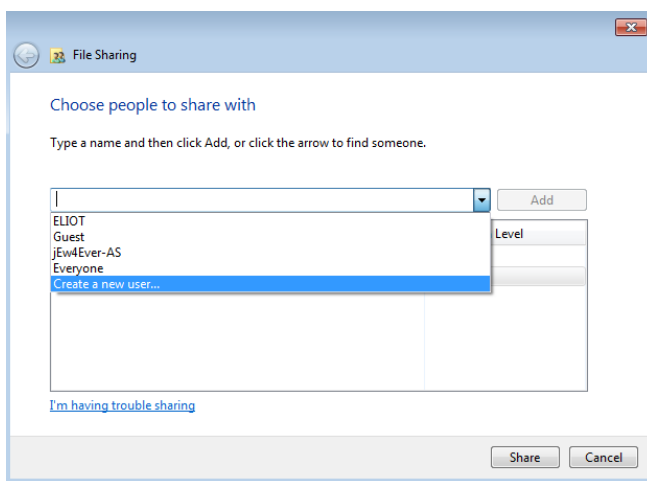 File Sharing
Choose people to share with
Type a name and then click Add, or click the arrow to find someone.
Add
ELIOT
Guest
jEw4Ever-AS
Everyone
Create a new user...
Level
I'm having trouble sharing
Share
Cancel